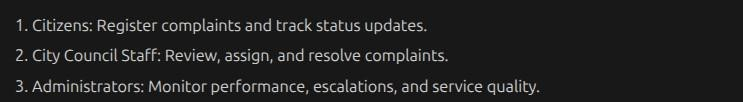 1. Citizens: Register complaints and track status updates.
2. City Council Staff: Review, assign, and resolve complaints.
3. Administrators: Monitor performance, escalations, and service quality.